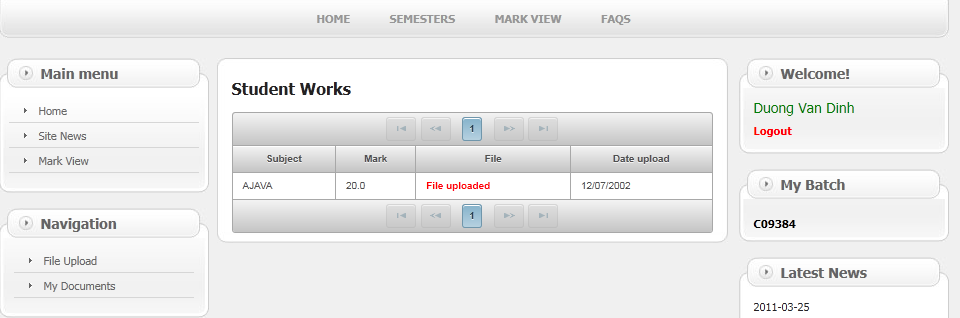 HOME SEMESTERS MARK VIEW FAQS
Main menu
Home
Site News
Mark View
Navigation
File Upload
My Documents
Student Works
1
Subject Mark File Date upload
AJAVA 20.0 File uploaded 12/07/2002
1
Welcome!
Duong Van Dinh
Logout
My Batch
C09384
Latest News
2011-03-25